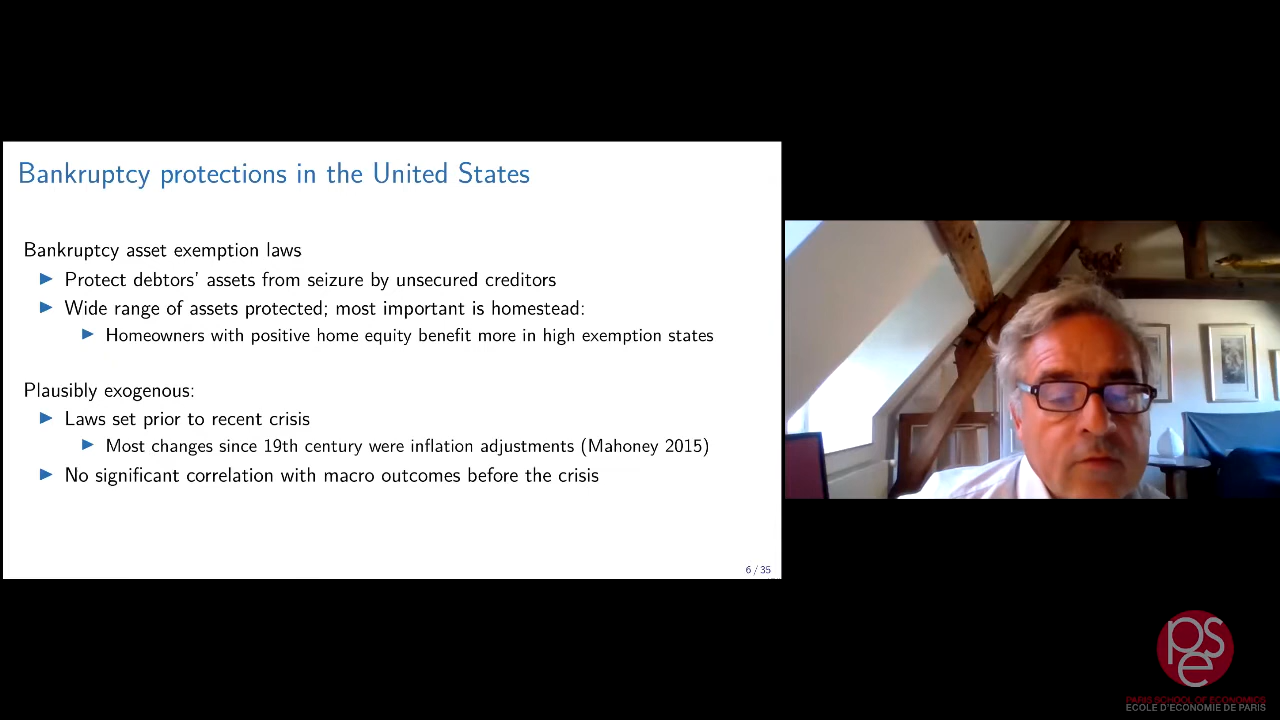 Bankruptcy protections in the United States
Bankruptcy asset exemption laws
Protect debtors' assets from seizure by unsecured creditors
Wide range of assets protected; most important is homestead:
Homeowners with positive home equity benefit more in high exemption states
Plausibly exogenous:
Laws set prior to recent crisis
Most changes since 19th century were inflation adjustments (Mahoney 2015)
No significant correlation with macro outcomes before the crisis
6 / 35
pse
PARIS SCHOOL OF ECONOMICS
ECOLE D'ECONOMIE DE PARIS